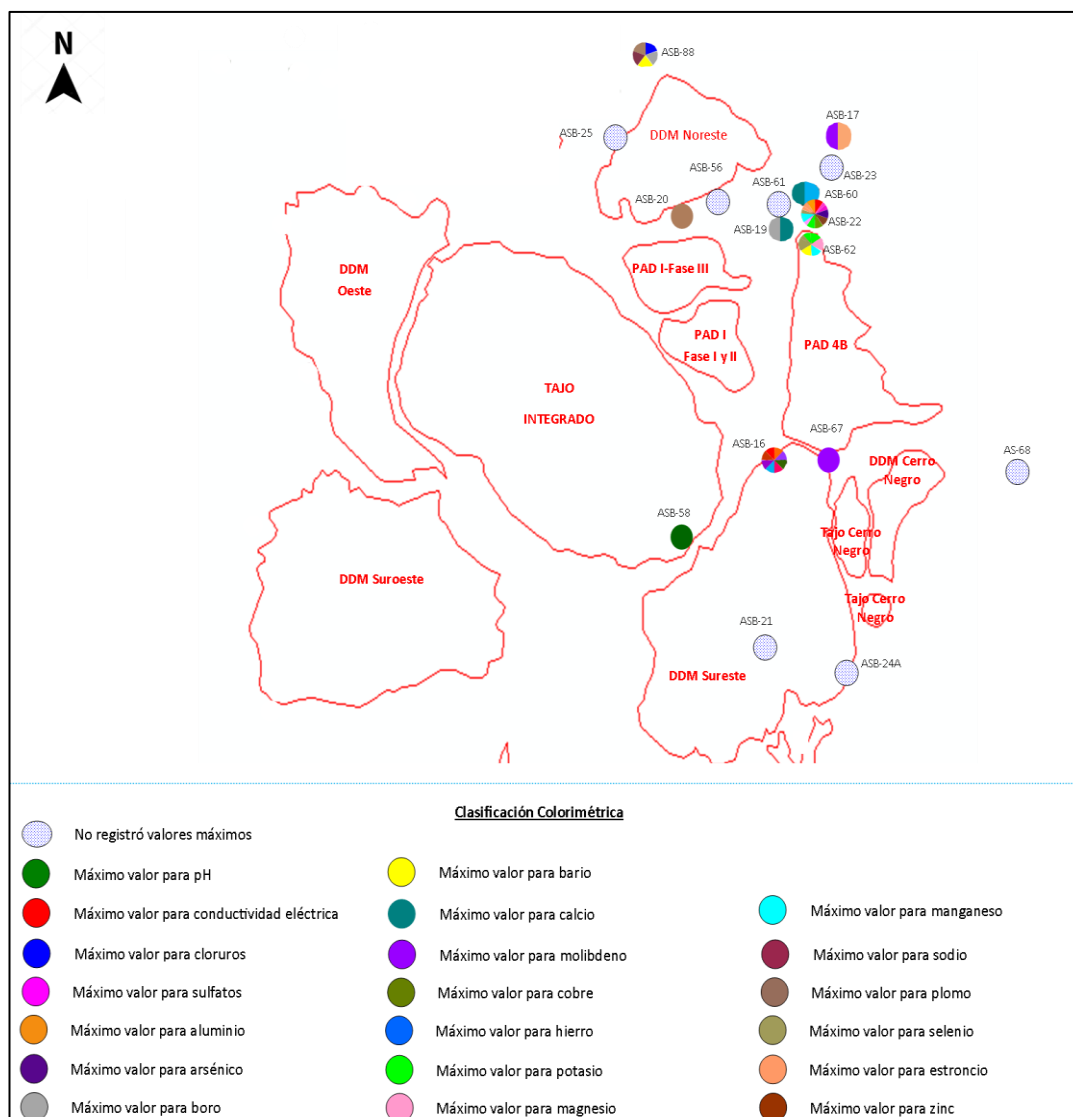 N
ASB-88
ASB-17
ASB-25
DDM Noreste
ASB-56
ASB-23
ASB-61
ASB-60
ASB-20
ASB-22
ASB-19
ASB-62
DDM
Oeste
PAD I-Fase III
PAD I
Fase I y II
PAD 4B
TAJO
INTEGRADO
ASB-67
ASB-16
AS-68
DDM Cerro
Negro
ASB-58
Tajo Cerro
Negro
DDM Suroeste
Tajo Cerro
Negro
ASB-21
ASB-24A
DDM Sureste
Clasificación Colorimétrica
No registró valores máximos
Máximo valor para pH
Máximo valor para conductividad eléctrica
Máximo valor para cloruros
Máximo valor para sulfatos
Máximo valor para aluminio
Máximo valor para arsénico
Máximo valor para boro
Máximo valor para bario
Máximo valor para calcio
Máximo valor para molibdeno
Máximo valor para cobre
Máximo valor para hierro
Máximo valor para potasio
Máximo valor para magnesio
Máximo valor para manganeso
Máximo valor para sodio
Máximo valor para plomo
Máximo valor para selenio
Máximo valor para estroncio
Máximo valor para zinc